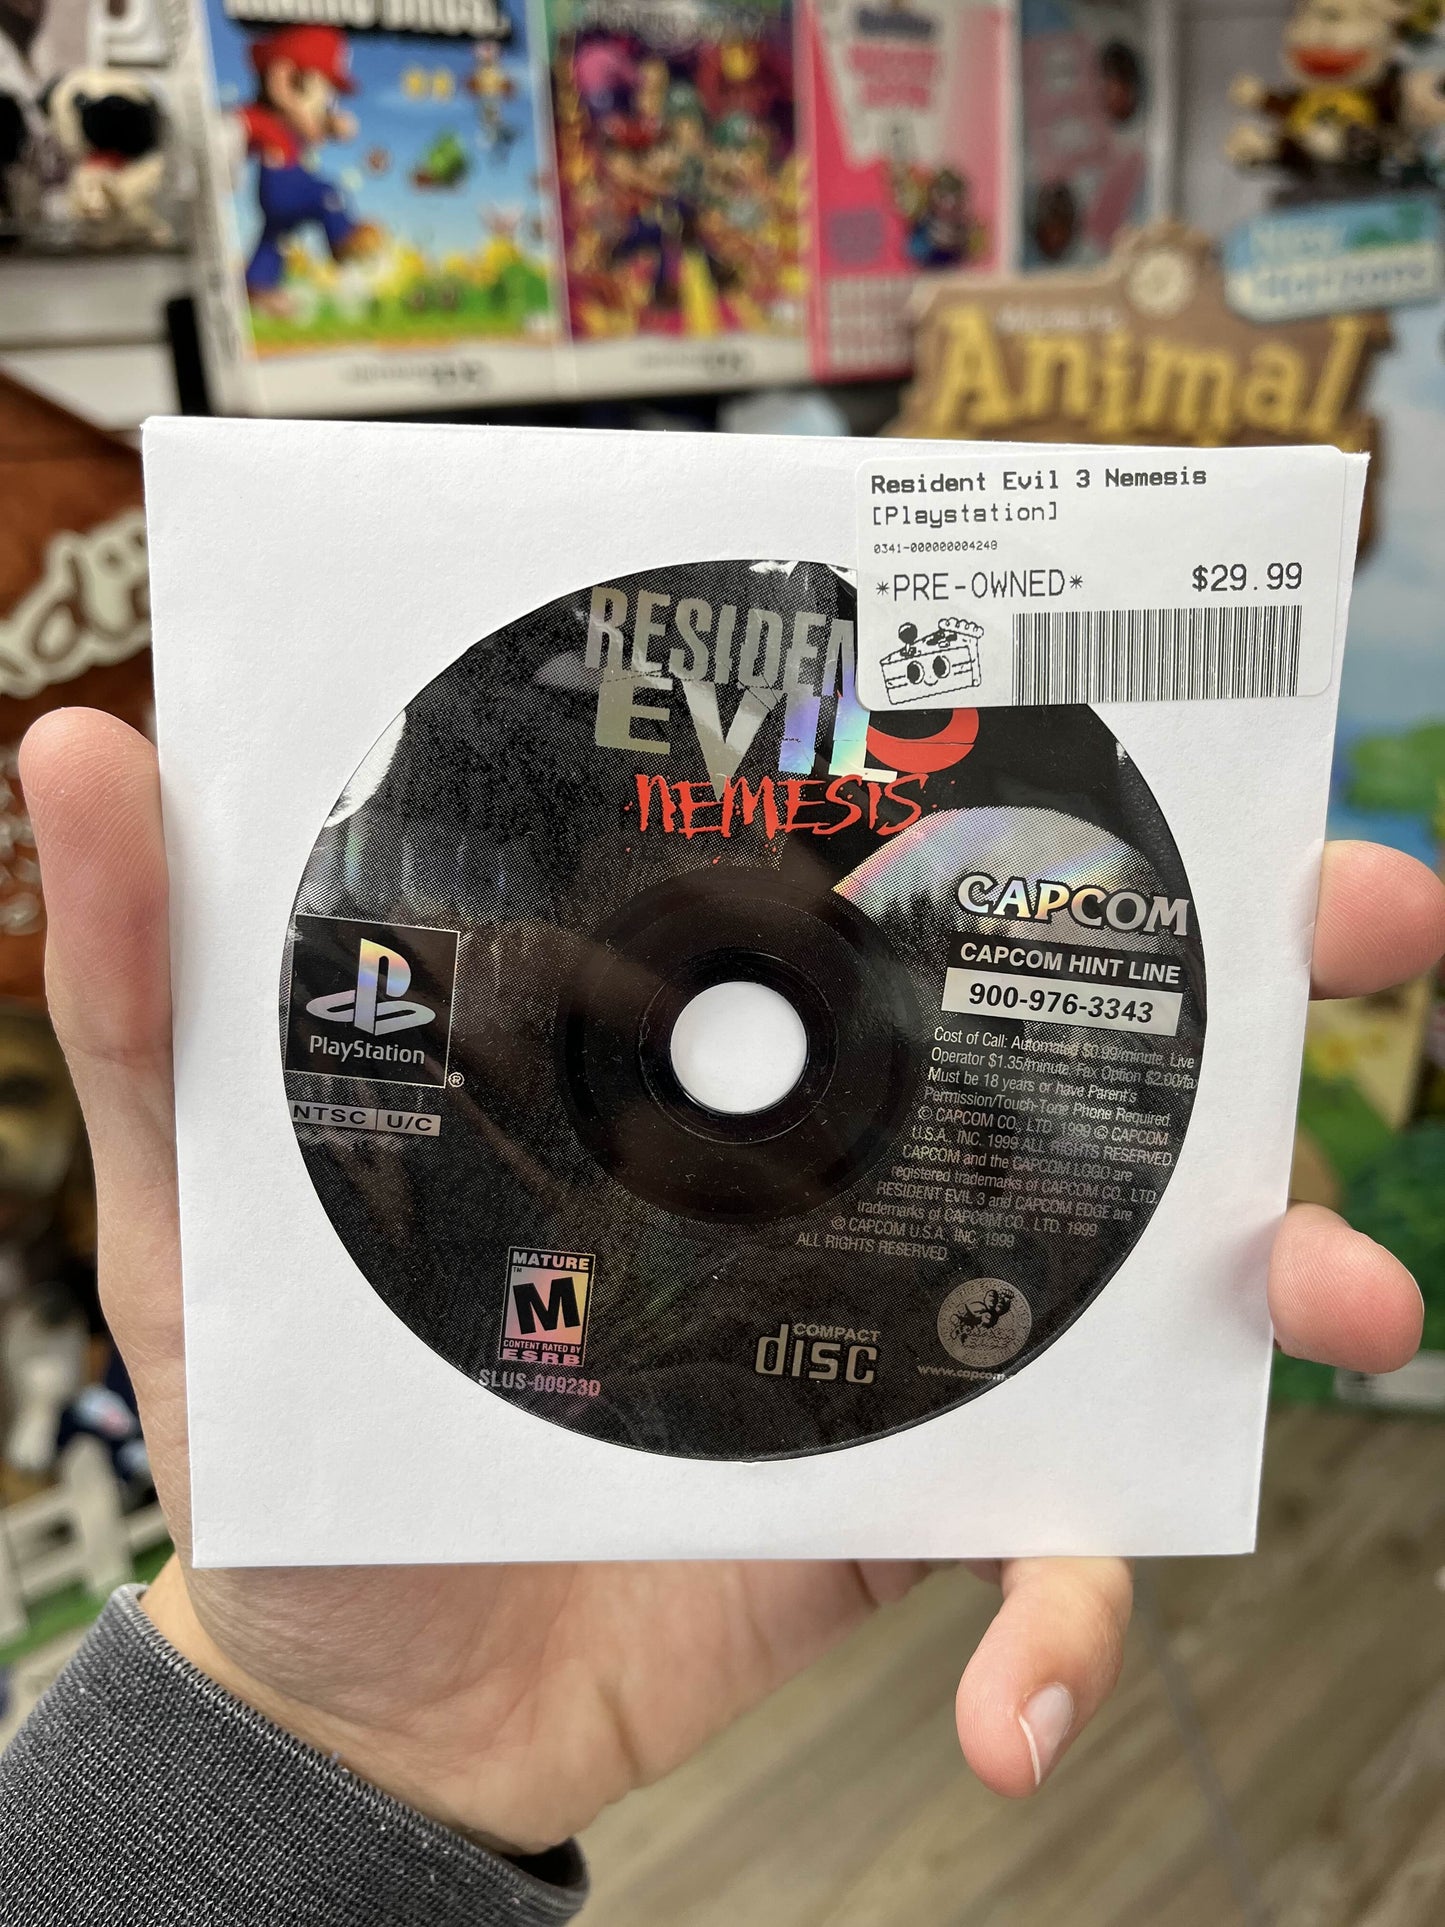 Animal
Resident Evil 3 Nemesis
[Playstation]
0341-000000004248
*PRE-OWNED* $29.99
RESIDEN
EVIL
NEMESIS
CAPCOM
CAPCOM HINT LINE
900-976-3343
Cost of Call: Automated $0.99/minute, Live
Operator $1.35/minute, Fax Option $2.00/fa
Must be 18 years or have Parent's
Permission/Touch-Tone Phone Required.
© CAPCOM CO., LTD. 1999 © CAPCOM
U.S.A., INC. 1999 ALL RIGHTS RESERVED.
CAPCOM and the CAPCOM LOGO are
registered trademarks of CAPCOM CO., LTD.
RESIDENT EVIL 3 and CAPCOM EDGE are
trademarks of CAPCOM CO., LTD. 1999
© CAPCOM U.S.A., INC. 1999
ALL RIGHTS RESERVED.
PlayStation
®
NTSC U/C
MATURE
™
M
CONTENT RATED BY
ESRB
SLUS-00923D
COMPACT
disc
www.capcom.